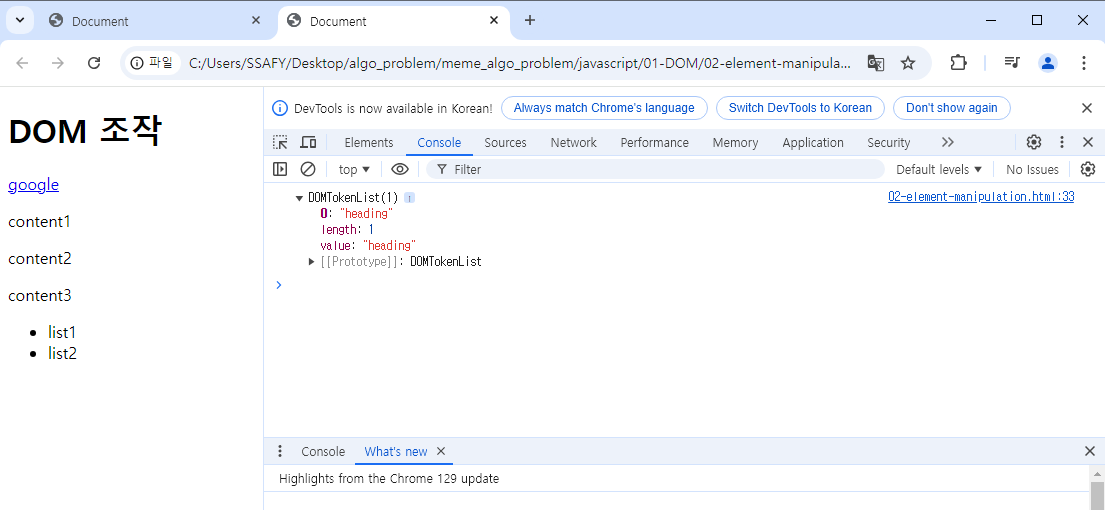 Document
Document
파일
C:/Users/SSAFY/Desktop/algo_problem/meme_algo_problem/javascript/01-DOM/02-element-manipula...
DOM 조작
google
content1
content2
content3
list1
list2
DevTools is now available in Korean!
Always match Chrome's language
Switch DevTools to Korean
Don't show again
Elements
Console
Sources
Network
Performance
Memory
Application
Security
top
Filter
Default levels
No Issues
DOMTokenList(1) i
02-element-manipulation.html:33
0: "heading"
length: 1
value: "heading"
[[Prototype]]: DOMTokenList
Console
What's new
Highlights from the Chrome 129 update